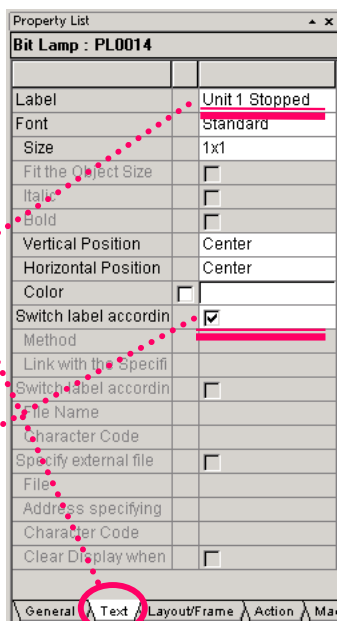 Property List
Bit Lamp : PL0014
Label Unit 1 Stopped
Font Standard
Size 1x1
Fit the Object Size
Italic
Bold
Vertical Position Center
Horizontal Position Center
Color
Switch label accordin
Method
Link with the Specifi
Switch label accordin
File Name
Character Code
Specify external file
File
Address specifying
Character Code
Clear Display when
General Text Layout/Frame Action Mac